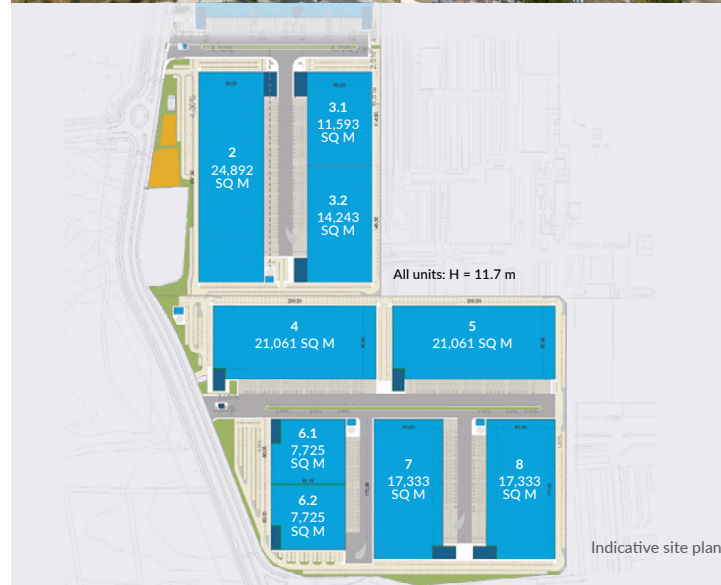 3.1
11,593
SQ M
2
24,892
SQ M
3.2
14,243
SQ M
All units: H = 11.7 m
4
21,061 SQ M
5
21,061 SQ M
6.1
7,725
SQ M
7
17,333
SQ M
8
17,333
SQ M
6.2
7,725
SQ M
Indicative site plan